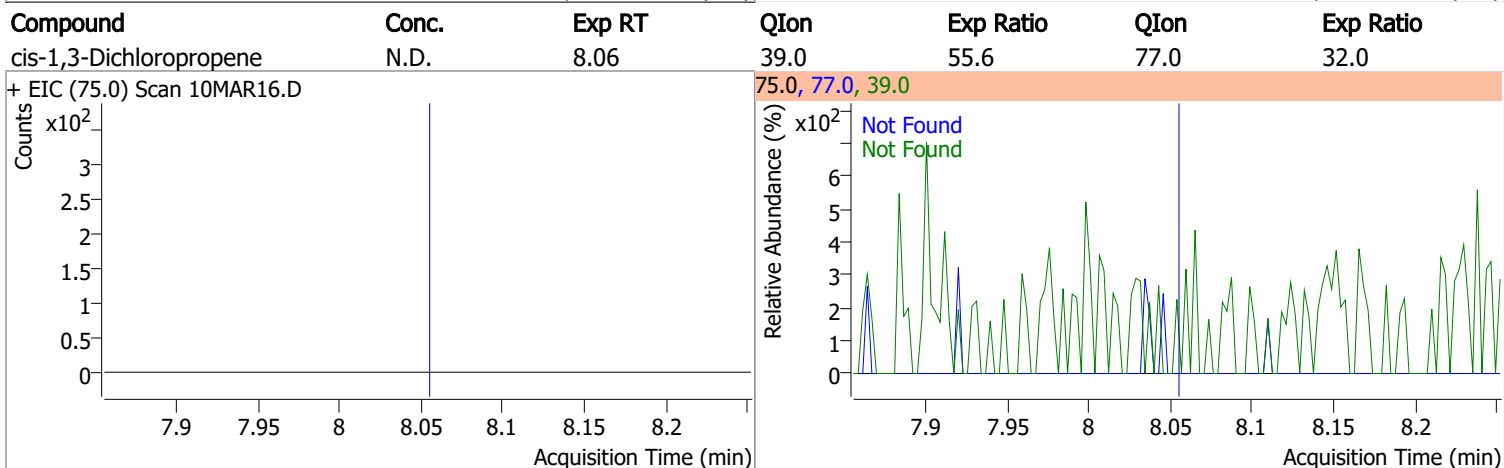 Compound Conc. Exp RT QIon Exp Ratio QIon Exp Ratio
cis-1,3-Dichloropropene N.D. 8.06 39.0 55.6 77.0 32.0
+ EIC (75.0) Scan 10MAR16.D
Counts
x10²
3
2.5
2
1.5
1
0.5
0
7.9 7.95 8 8.05 8.1 8.15 8.2
Acquisition Time (min)
75.0, 77.0, 39.0
Relative Abundance (%)
x10²
Not Found
Not Found
6
5
4
3
2
1
0
7.9 7.95 8 8.05 8.1 8.15 8.2
Acquisition Time (min)